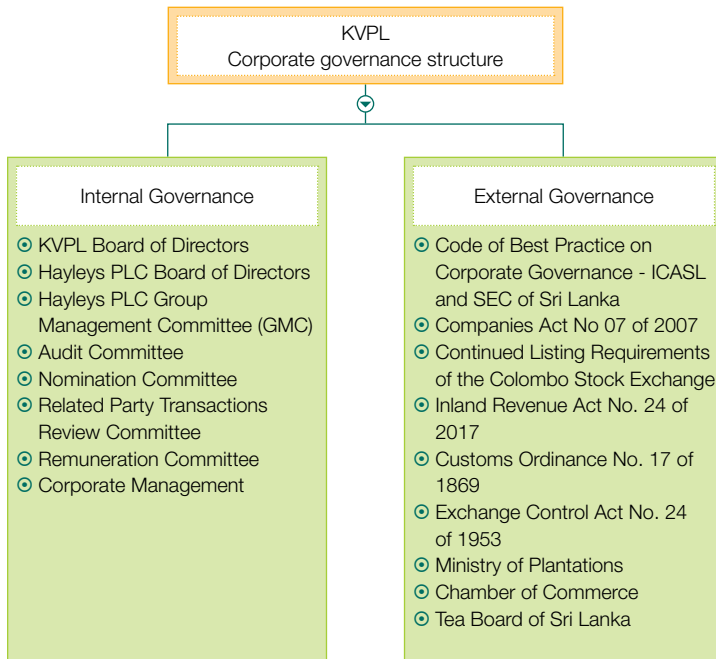 KVPL
Corporate governance structure
Internal Governance
KVPL Board of Directors
Hayleys PLC Board of Directors
Hayleys PLC Group
Management Committee (GMC)
Audit Committee
Nomination Committee
Related Party Transactions
Review Committee
Remuneration Committee
Corporate Management
External Governance
Code of Best Practice on
Corporate Governance - ICASL
and SEC of Sri Lanka
Companies Act No 07 of 2007
Continued Listing Requirements
of the Colombo Stock Exchange
Inland Revenue Act No. 24 of
2017
Customs Ordinance No. 17 of
1869
Exchange Control Act No. 24
of 1953
Ministry of Plantations
Chamber of Commerce
Tea Board of Sri Lanka